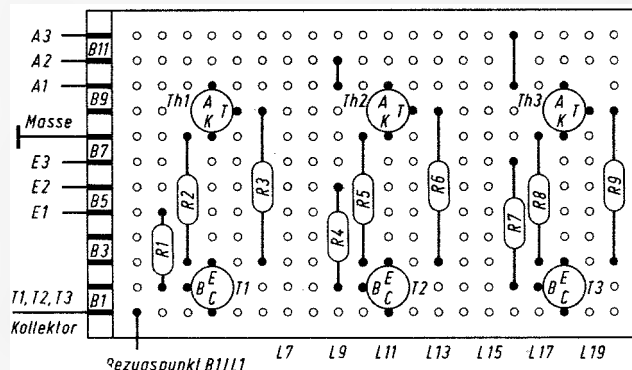 A3
B11
A2
A1
B9
Th1
A
T
K
Th2
A
T
K
Th3
A
T
K
Masse
B7
E3
E2
B5
E1
R2
R3
R5
R6
R8
R9
R1
R4
R7
B3
B1
T1, T2, T3
Kollektor
E
B
C
T1
E
B
C
T2
E
B
C
T3
Bezugspunkt B1/L1
L7
L9
L11
L13
L15
L17
L19